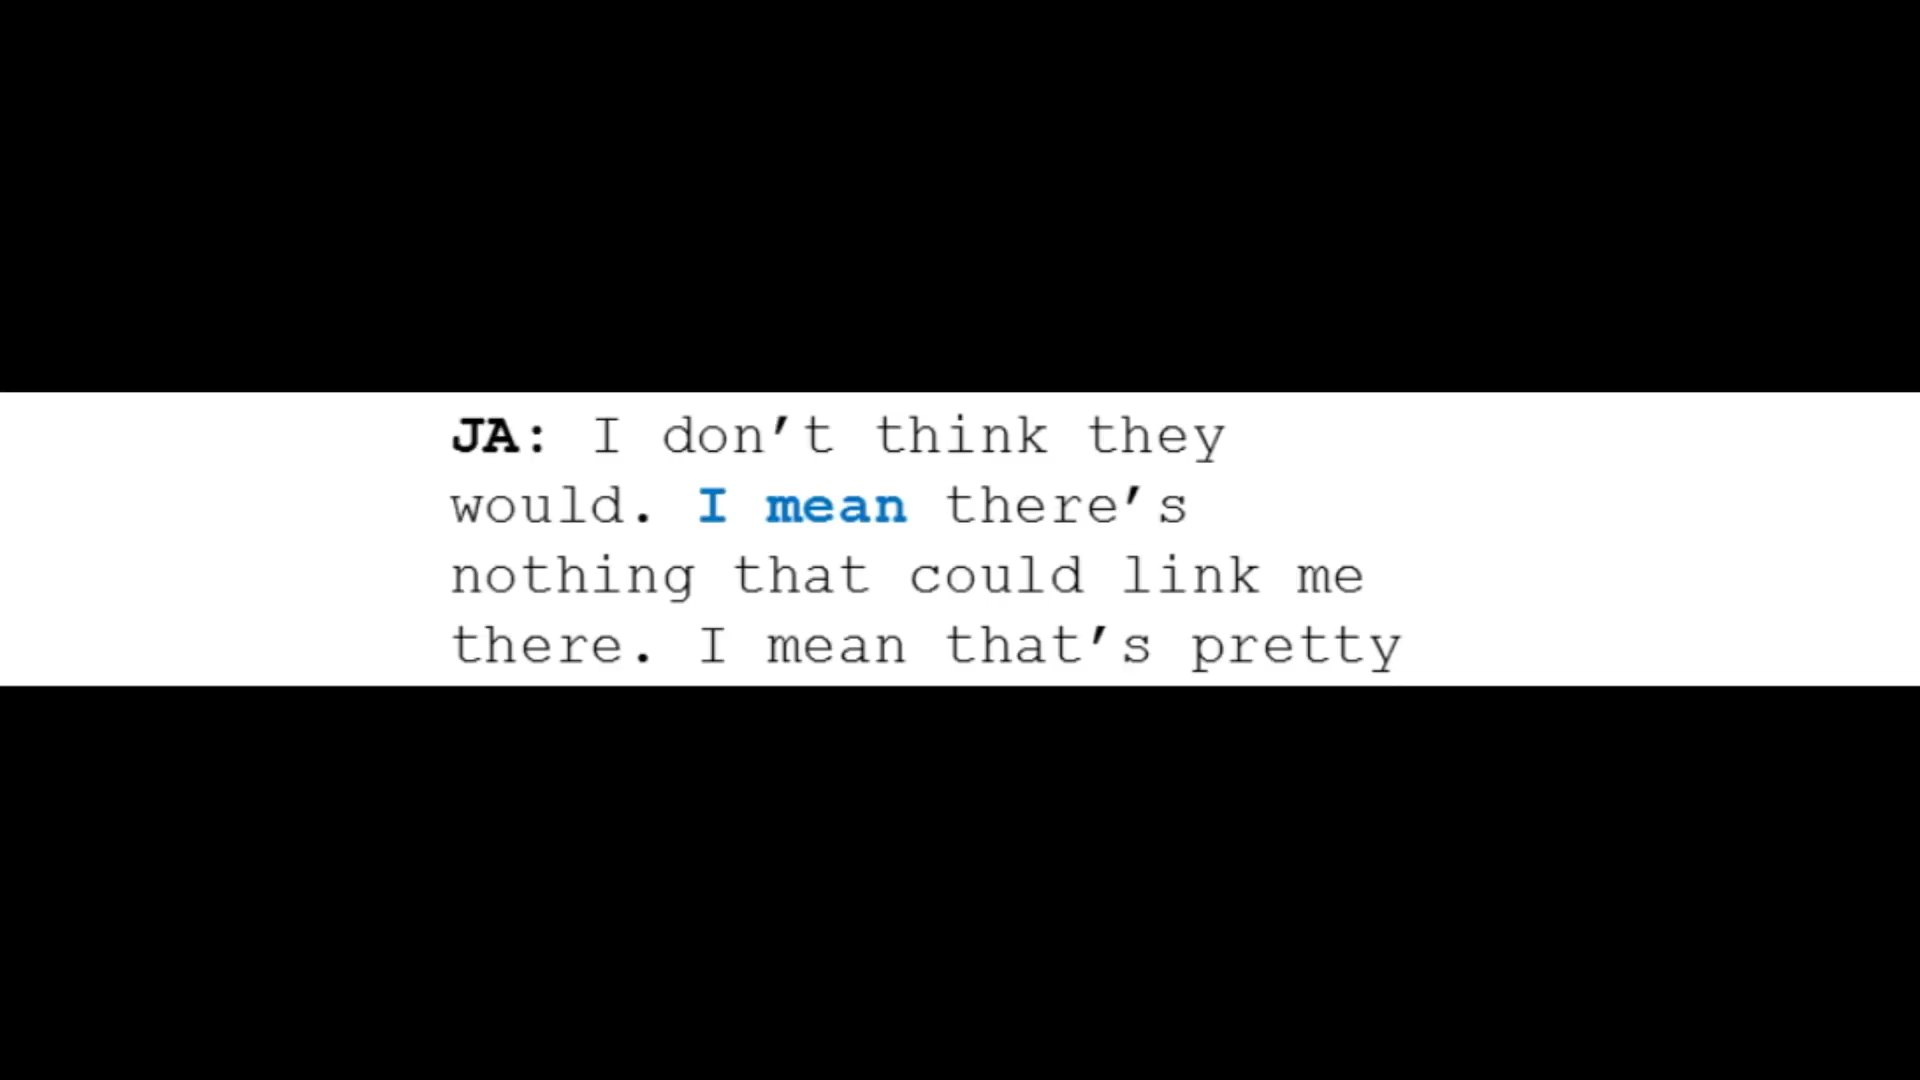 JA: I don’t think they
would. I mean there’s
nothing that could link me
there. I mean that’s pretty